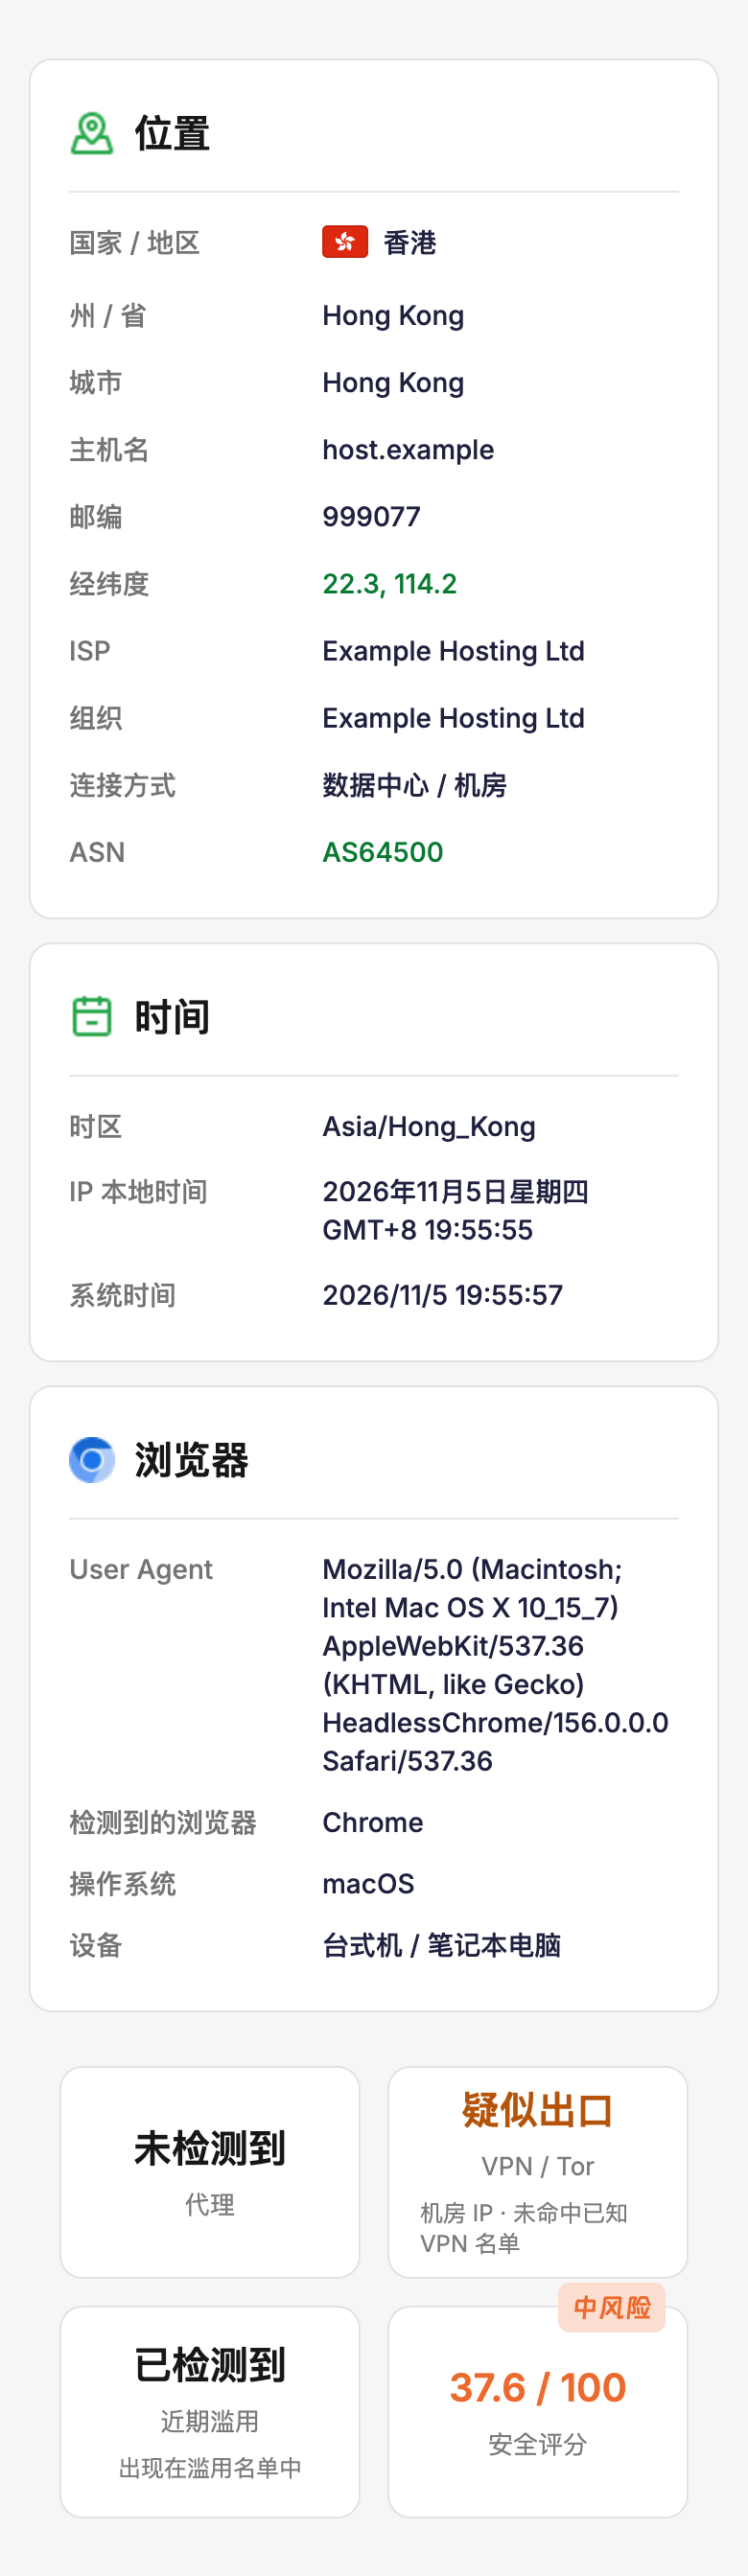 位置
国家 / 地区 香港
州 / 省 Hong Kong
城市 Hong Kong
主机名 host.example
邮编 999077
经纬度 22.3, 114.2
ISP Example Hosting Ltd
组织 Example Hosting Ltd
连接方式 数据中心 / 机房
ASN AS64500
时间
时区 Asia/Hong_Kong
IP 本地时间 2026年11月5日星期四
GMT+8 19:55:55
系统时间 2026/11/5 19:55:57
浏览器
User Agent Mozilla/5.0 (Macintosh;
Intel Mac OS X 10_15_7)
AppleWebKit/537.36
(KHTML, like Gecko)
HeadlessChrome/156.0.0.0
Safari/537.36
检测到的浏览器 Chrome
操作系统 macOS
设备 台式机 / 笔记本电脑
未检测到
代理
疑似出口
VPN / Tor
机房 IP · 未命中已知
VPN 名单
已检测到
近期滥用
出现在滥用名单中
中风险
37.6 / 100
安全评分